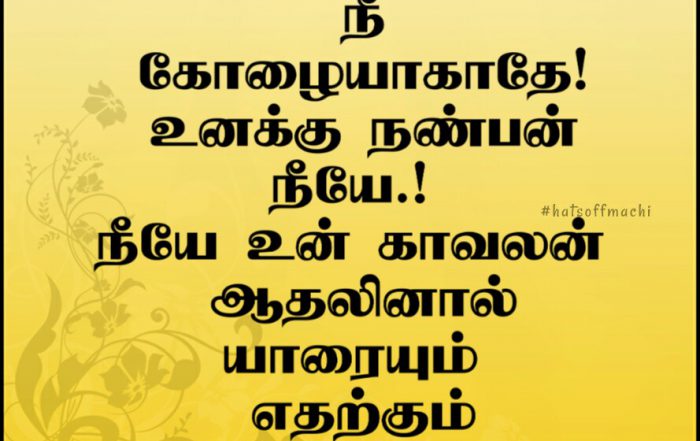 நீ
கோழையாகாதே!
உனக்கு நண்பன்
நீயே.!
#hatsoffmachi
நீயே உன் காவலன்
ஆதலினால்
யாரையும்
எதற்கும்